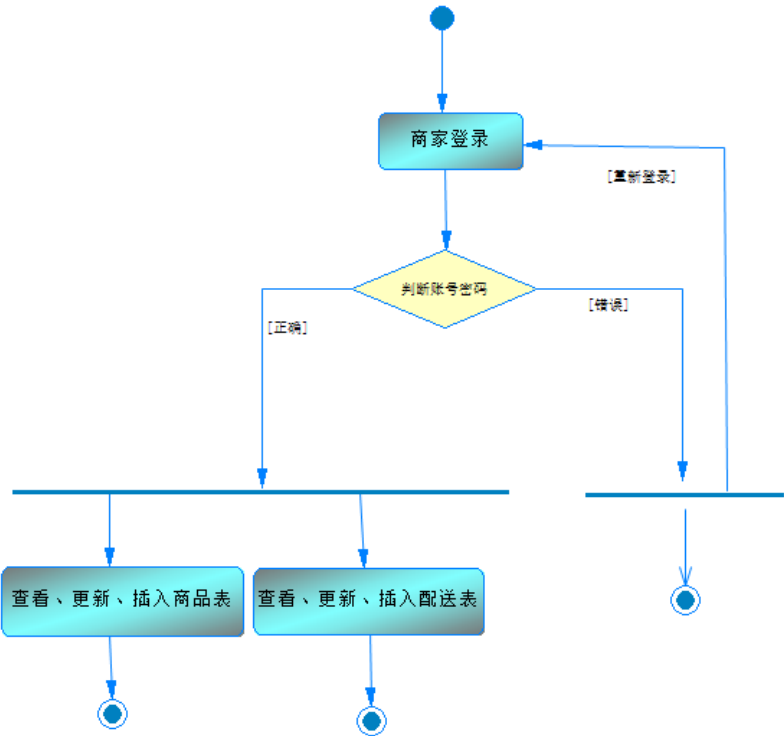 商家登录
[重新登录]
判断账号密码
[错误]
[正确]
查看、更新、插入商品表
查看、更新、插入配送表